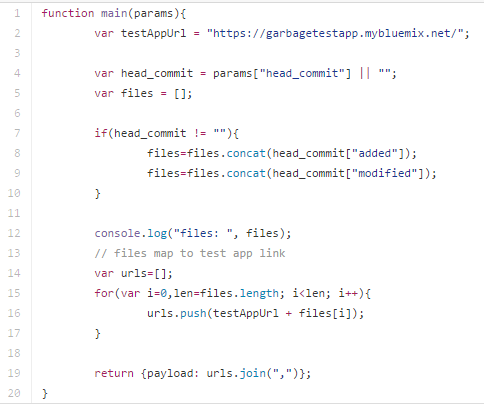 1 function main(params){
2 var testAppUrl = "https://garbagetestapp.mybluemix.net/";
3
4 var head_commit = params["head_commit"] || "";
5 var files = [];
6
7 if(head_commit != ""){
8 files=files.concat(head_commit["added"]);
9 files=files.concat(head_commit["modified"]);
10 }
11
12 console.log("files: ", files);
13 // files map to test app link
14 var urls=[];
15 for(var i=0,len=files.length; i<len; i++){
16 urls.push(testAppUrl + files[i]);
17 }
18
19 return {payload: urls.join(",")};
20 }